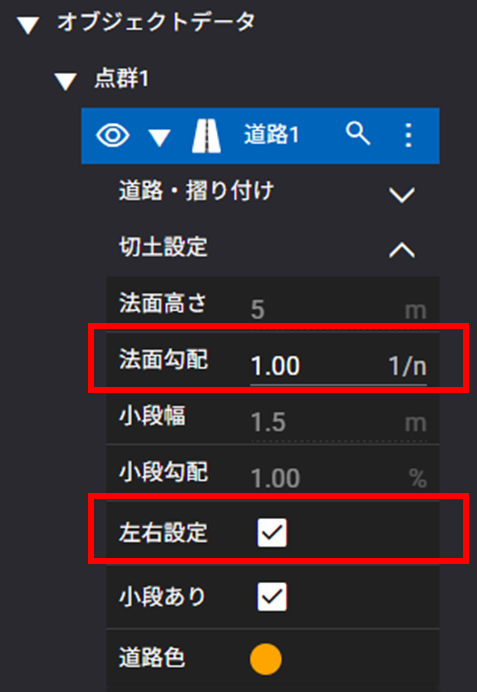 オブジェクトデータ
点群1
道路1
道路・摺り付け
切土設定
法面高さ 5 m
法面勾配 1.00 1/n
小段幅 1.5 m
小段勾配 1.00 %
左右設定
小段あり
道路色